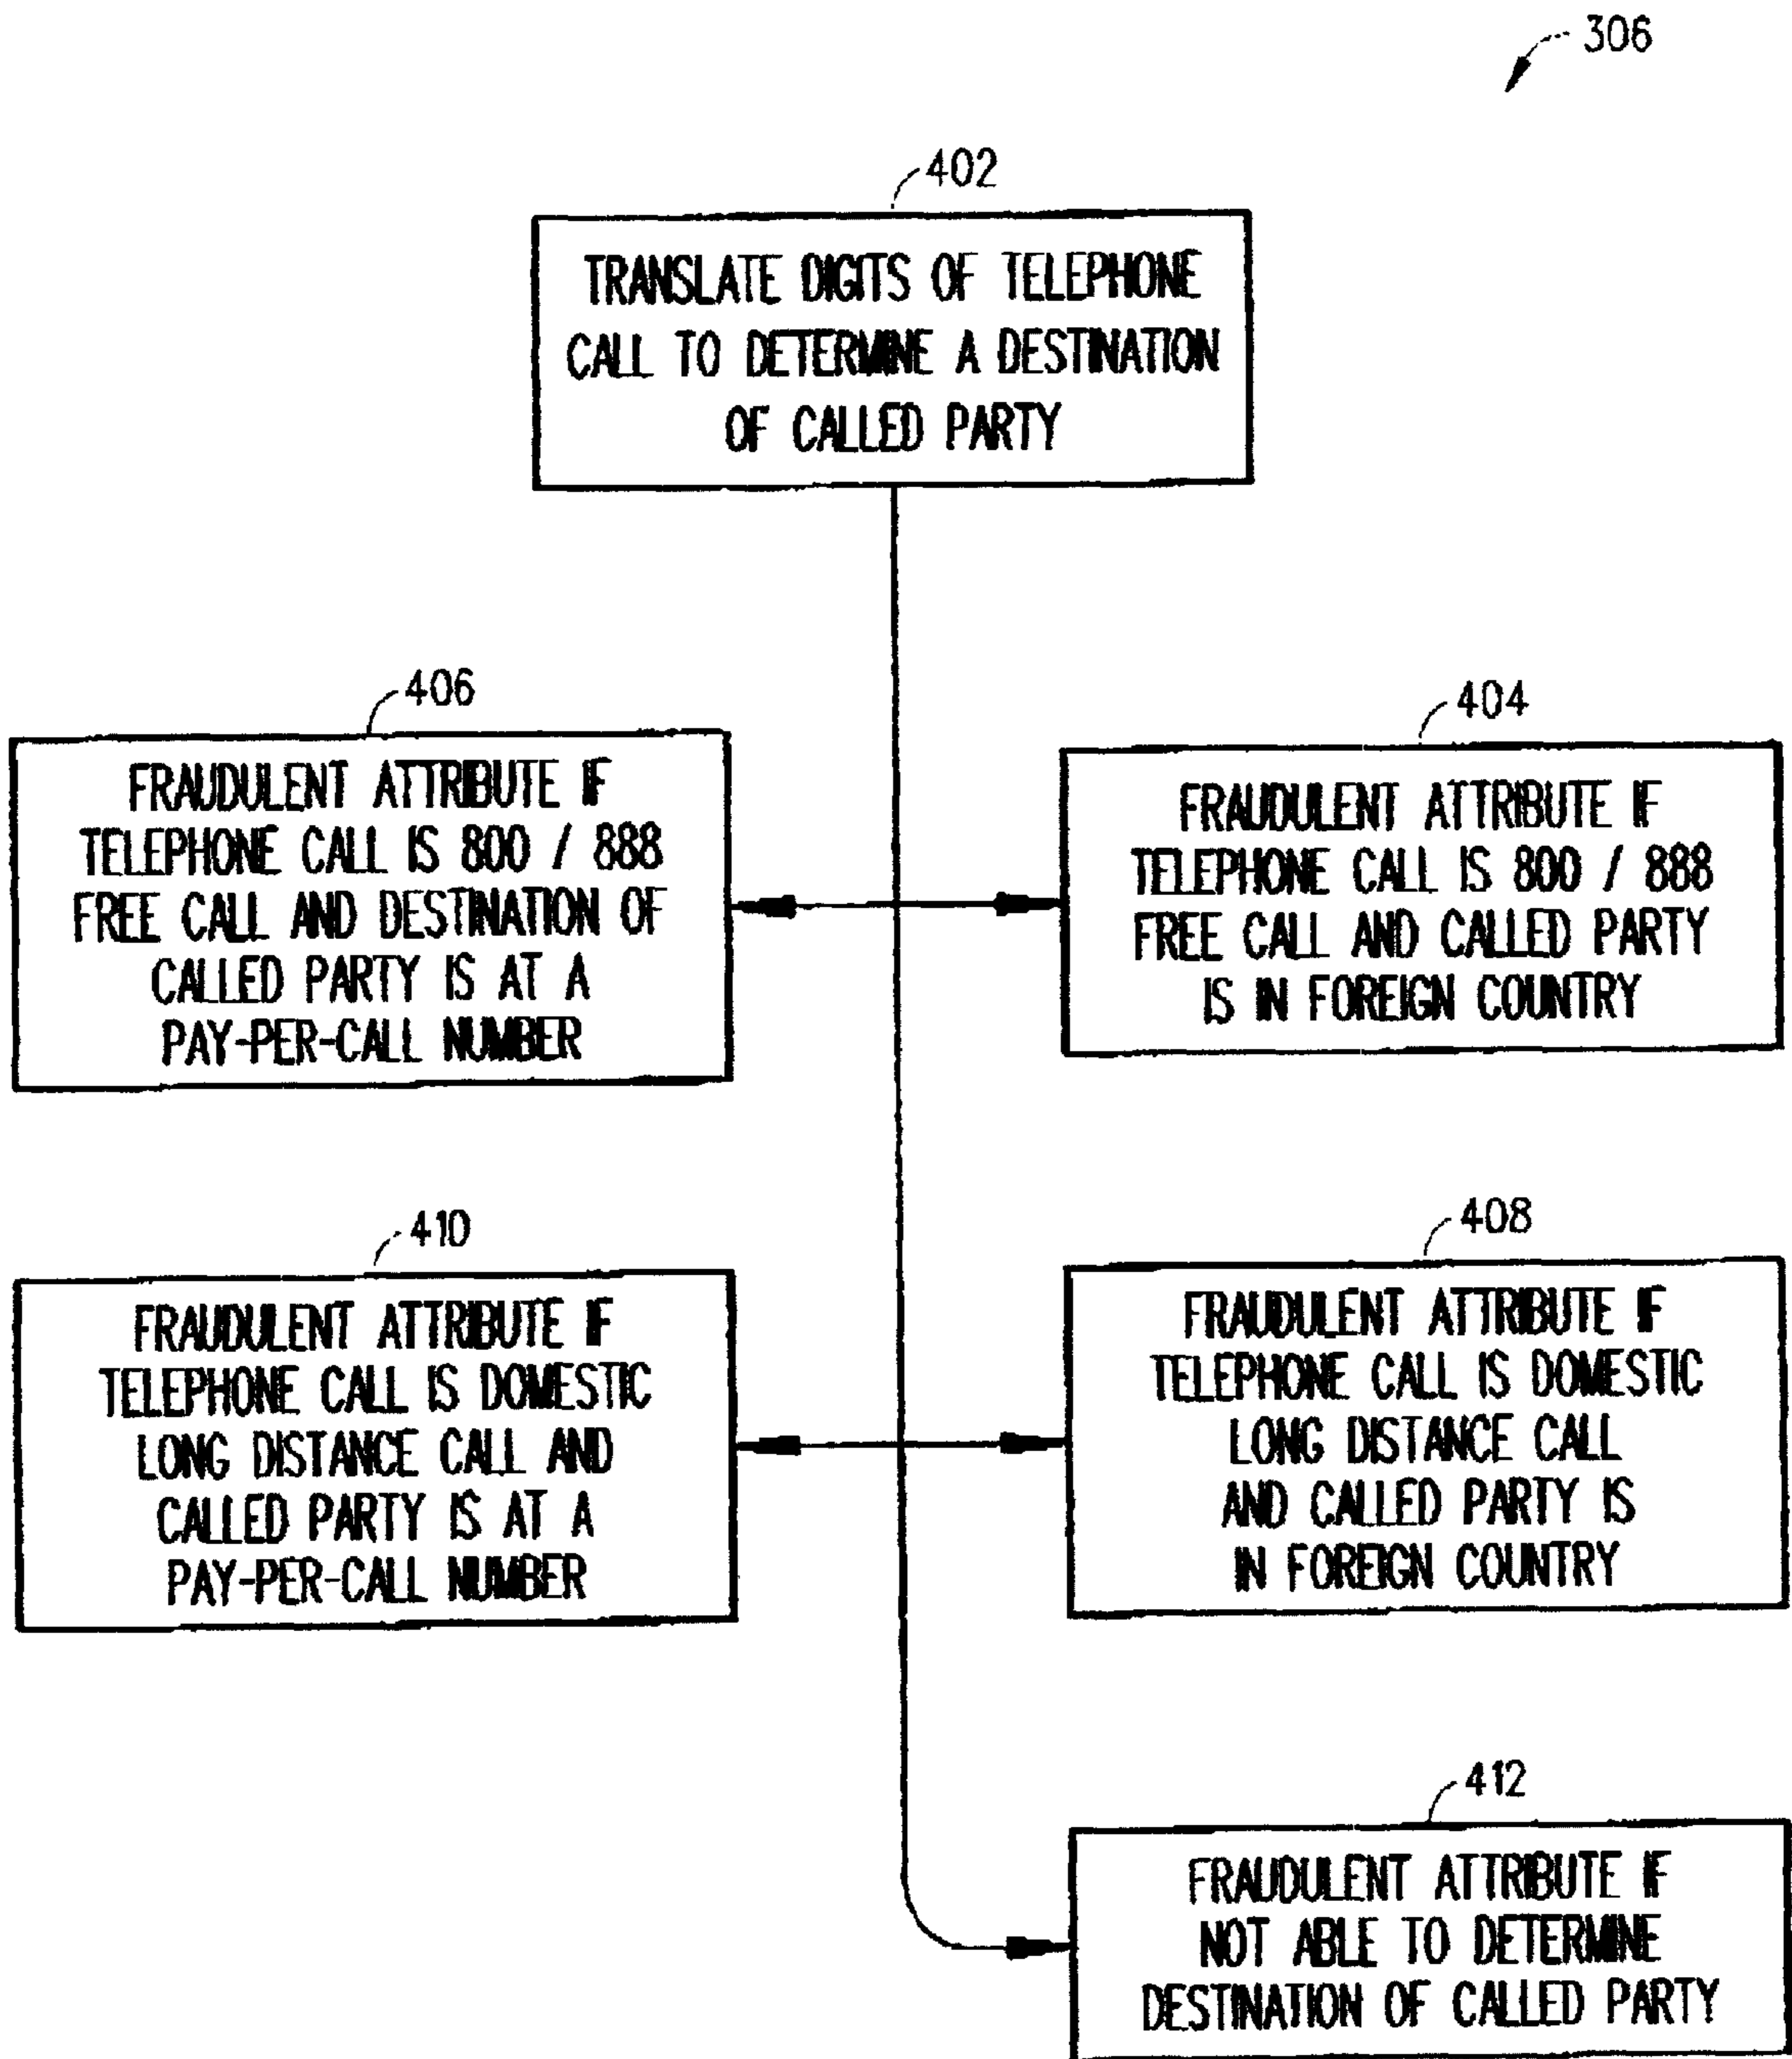 306
402
TRANSLATE DIGITS OF TELEPHONE
CALL TO DETERMINE A DESTINATION
OF CALLED PARTY
406
FRAUDULENT ATTRIBUTE IF
TELEPHONE CALL IS 800 / 888
FREE CALL AND DESTINATION OF
CALLED PARTY IS AT A
PAY-PER-CALL NUMBER
404
FRAUDULENT ATTRIBUTE IF
TELEPHONE CALL IS 800 / 888
FREE CALL AND CALLED PARTY
IS IN FOREIGN COUNTRY
410
FRAUDULENT ATTRIBUTE IF
TELEPHONE CALL IS DOMESTIC
LONG DISTANCE CALL AND
CALLED PARTY IS AT A
PAY-PER-CALL NUMBER
408
FRAUDULENT ATTRIBUTE IF
TELEPHONE CALL IS DOMESTIC
LONG DISTANCE CALL
AND CALLED PARTY IS
IN FOREIGN COUNTRY
412
FRAUDULENT ATTRIBUTE IF
NOT ABLE TO DETERMINE
DESTINATION OF CALLED PARTY